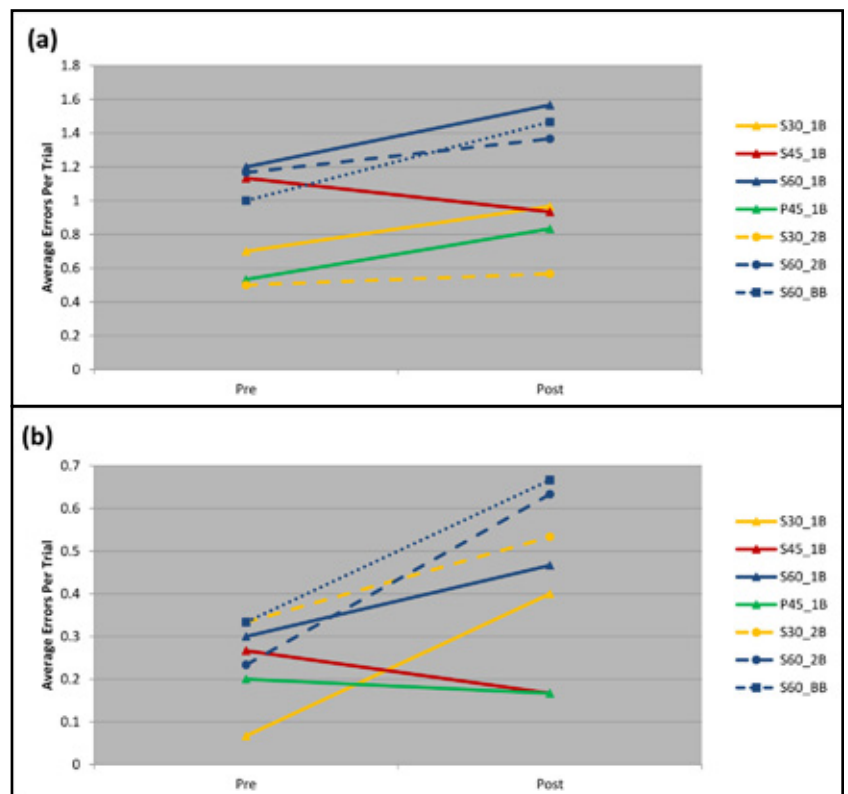 (a)
Average Errors Per Trial
1.8
1.6
1.4
1.2
1
0.8
0.6
0.4
0.2
0
Pre
Post
S30_1B
S45_1B
S60_1B
P45_1B
S30_2B
S60_2B
S60_BB
(b)
Average Errors Per Trial
0.7
0.6
0.5
0.4
0.3
0.2
0.1
0
Pre
Post
S30_1B
S45_1B
S60_1B
P45_1B
S30_2B
S60_2B
S60_BB